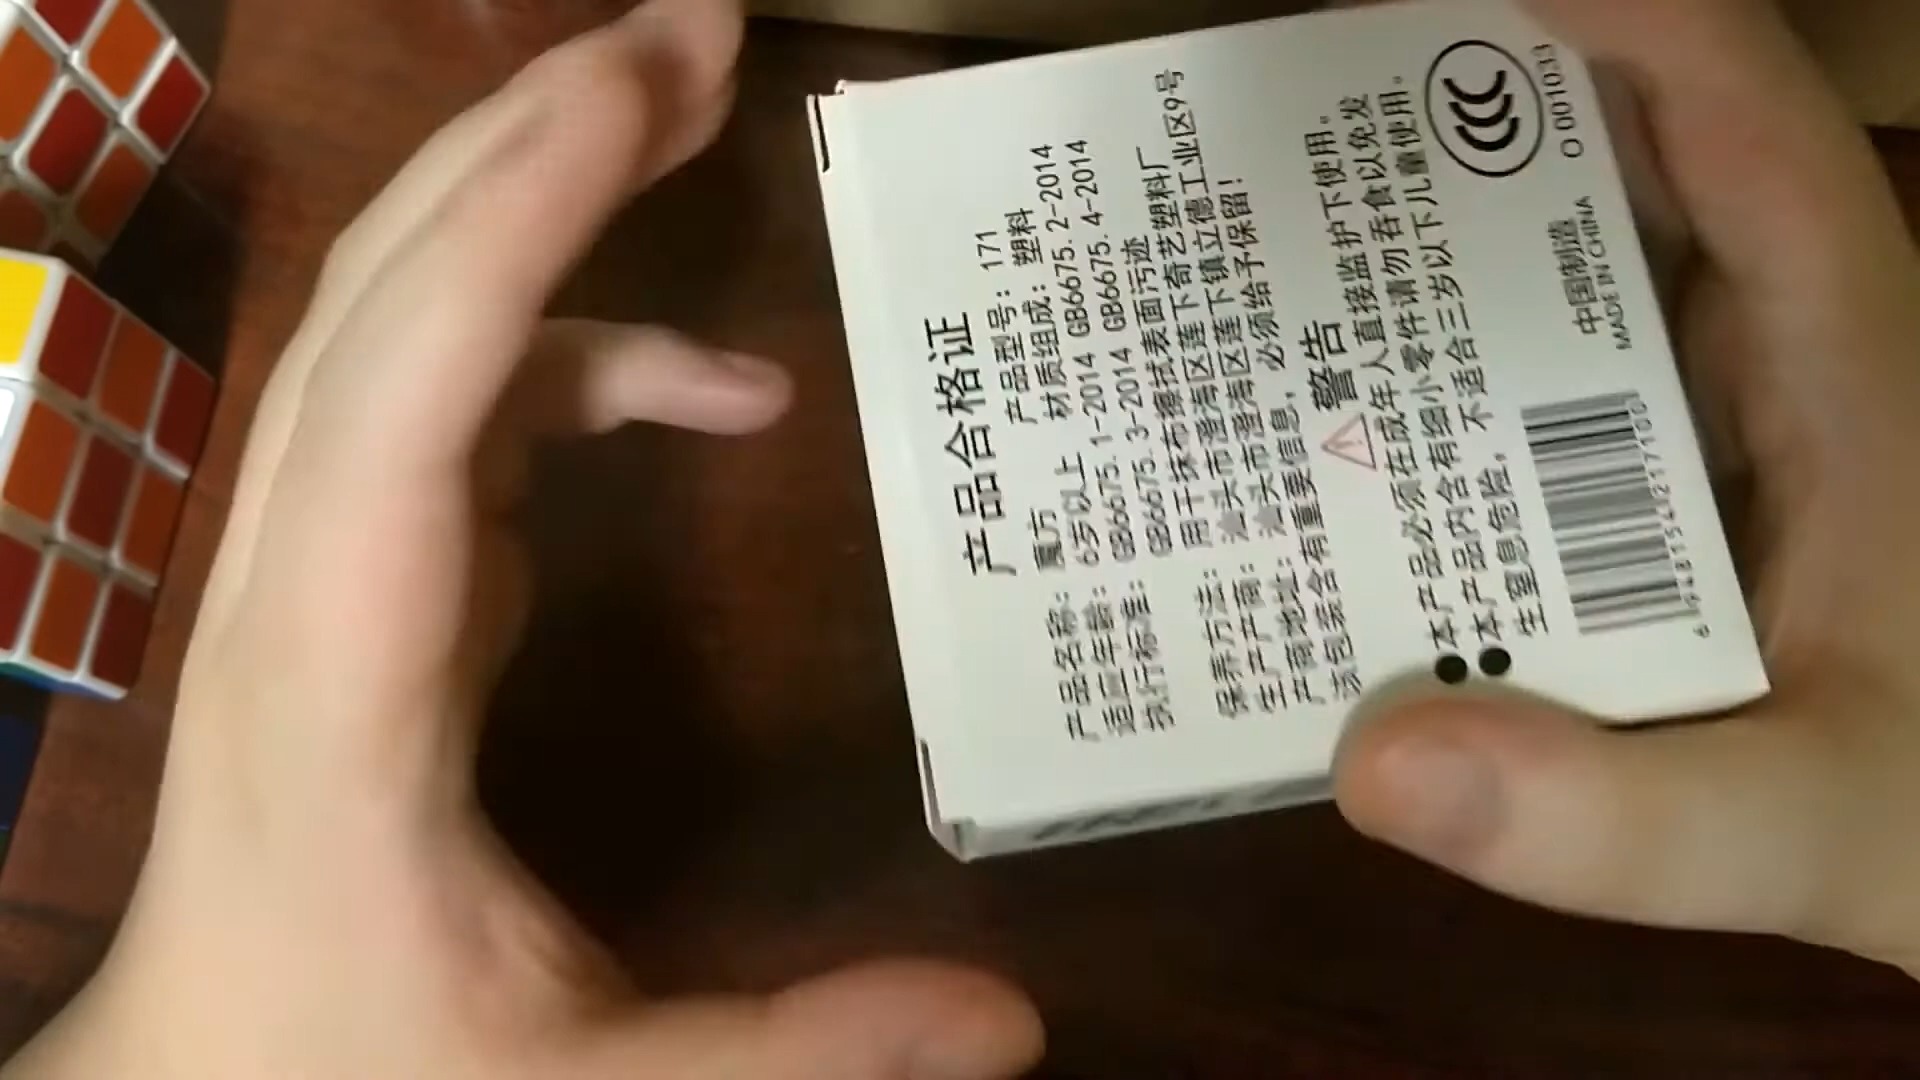 产品合格证
产品名称: 魔方 产品型号: 171
适应年龄: 6岁以上 材质组成: 塑料
执行标准: GB6675.1-2014 GB6675.2-2014
GB6675.3-2014 GB6675.4-2014
保养方法: 用干抹布擦拭表面污迹
生产产商: 汕头市澄海区莲下奇艺塑料厂
产商地址: 汕头市澄海区莲下镇立德工业区9号
该包装含有重要信息, 必须给予保留!
警告
●本产品必须在成年人直接监护下使用。
●本产品内含有细小零件请勿吞食以免发
生窒息危险, 不适合三岁以下儿童使用.
CCC
O 001033
中国制造
MADE IN CHINA